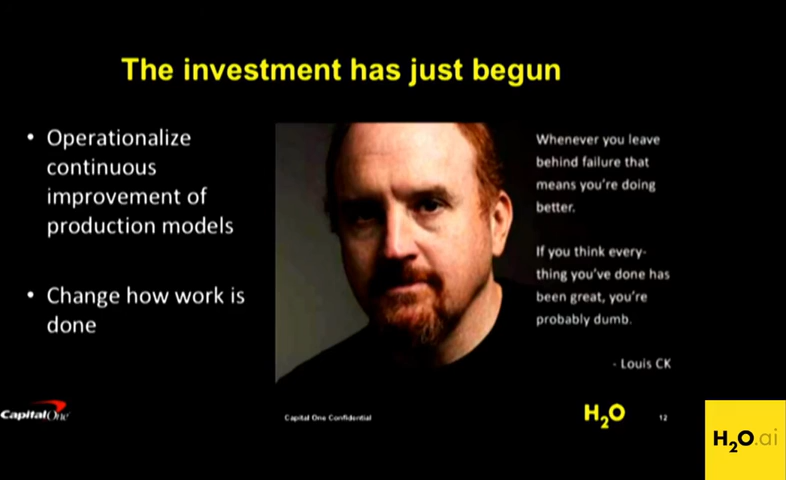 The investment has just begun
• Operationalize
continuous
improvement of
production models
• Change how work is
done
Whenever you leave
behind failure that
means you're doing
better.
If you think every-
thing you've done has
been great, you're
probably dumb.
- Louis CK
CapitalOne
Capital One Confidential
H2O
12
H2O.ai